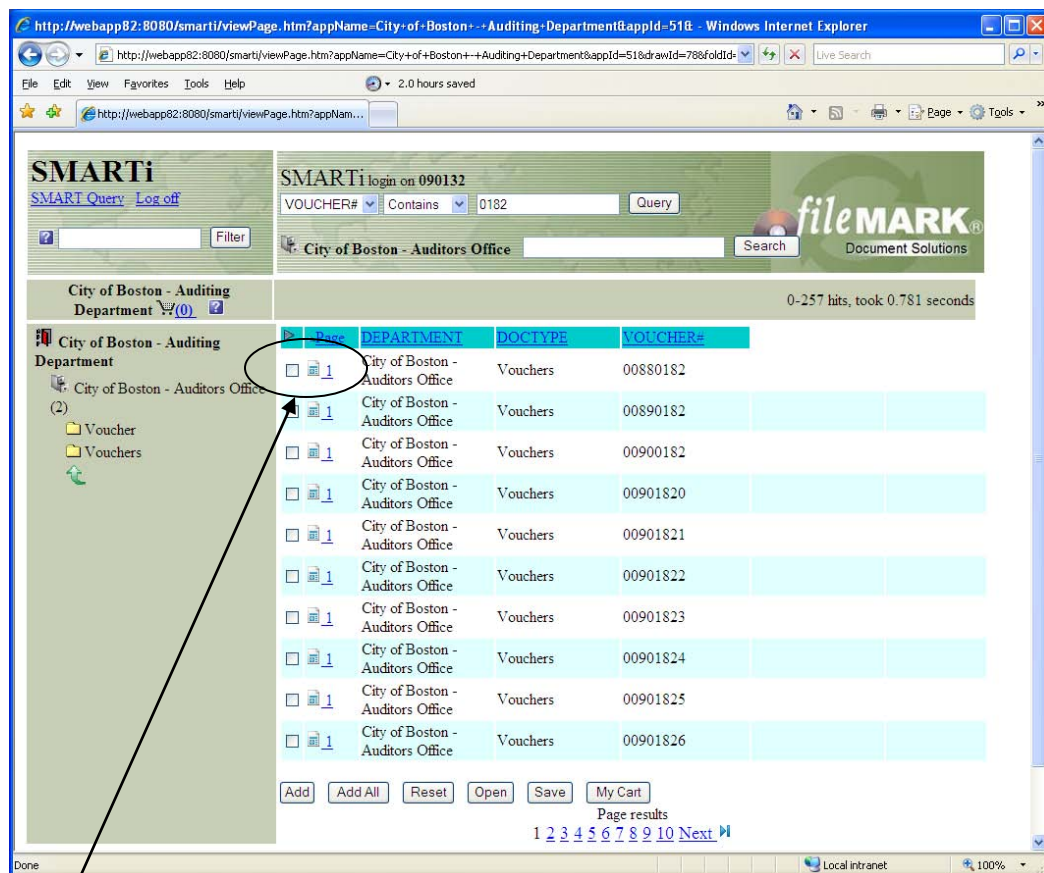 http://webapp82:8080/smarti/viewPage.htm?appName=City+of+Boston+-+Auditing+Department&appId=51& - Windows Internet Explorer
http://webapp82:8080/smarti/viewPage.htm?appName=City+of+Boston+-+Auditing+Department&appId=51&drawId=78&foldId=
Live Search
File Edit View Favorites Tools Help
2.0 hours saved
http://webapp82:8080/smarti/viewPage.htm?appNam...
Page Tools »
SMARTi
SMART Query Log off
? Filter
SMARTi login on 090132
VOUCHER# Contains 0182 Query
City of Boston - Auditors Office Search
fileMARK®
Document Solutions
City of Boston - Auditing
Department (0) ?
0-257 hits, took 0.781 seconds
City of Boston - Auditing
Department
City of Boston - Auditors Office
(2)
Voucher
Vouchers
Page DEPARTMENT DOCTYPE VOUCHER#
1 City of Boston - Auditors Office Vouchers 00880182
1 City of Boston - Auditors Office Vouchers 00890182
1 City of Boston - Auditors Office Vouchers 00900182
1 City of Boston - Auditors Office Vouchers 00901820
1 City of Boston - Auditors Office Vouchers 00901821
1 City of Boston - Auditors Office Vouchers 00901822
1 City of Boston - Auditors Office Vouchers 00901823
1 City of Boston - Auditors Office Vouchers 00901824
1 City of Boston - Auditors Office Vouchers 00901825
1 City of Boston - Auditors Office Vouchers 00901826
Add Add All Reset Open Save My Cart
Page results
1 2 3 4 5 6 7 8 9 10 Next
Done
Local intranet
100%